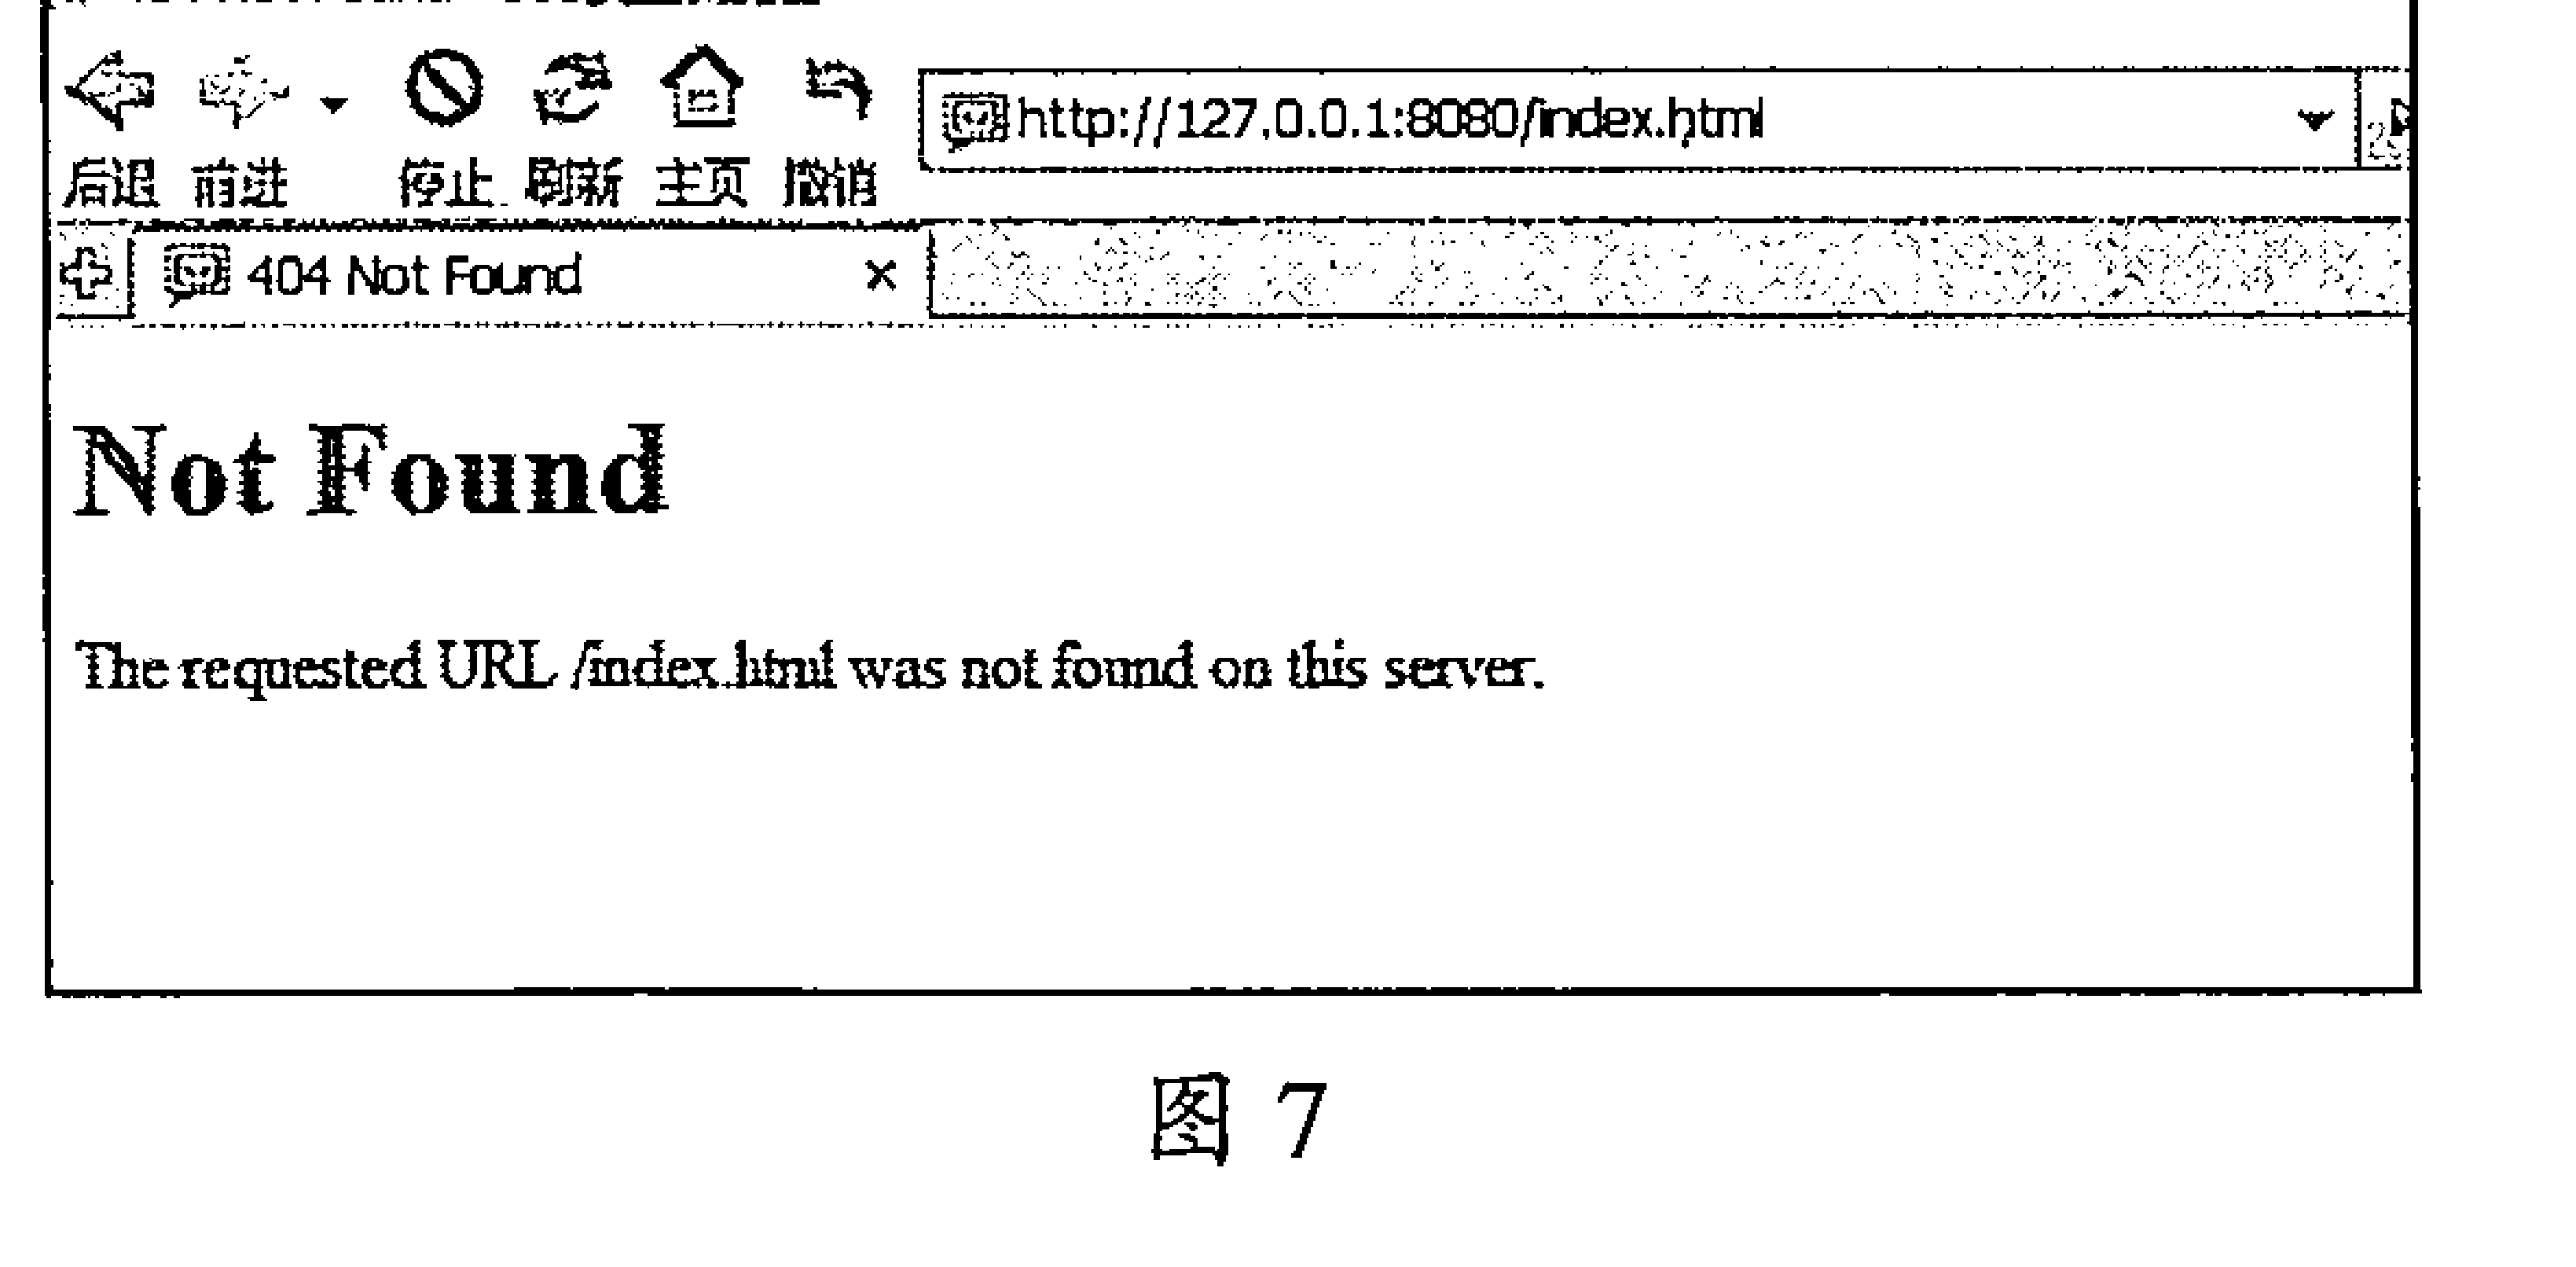 http://127.0.0.1:8080/index.html
后退 前进 停止 刷新 主页 撤销
404 Not Found
Not Found
The requested URL /index.html was not found on this server.
图 7